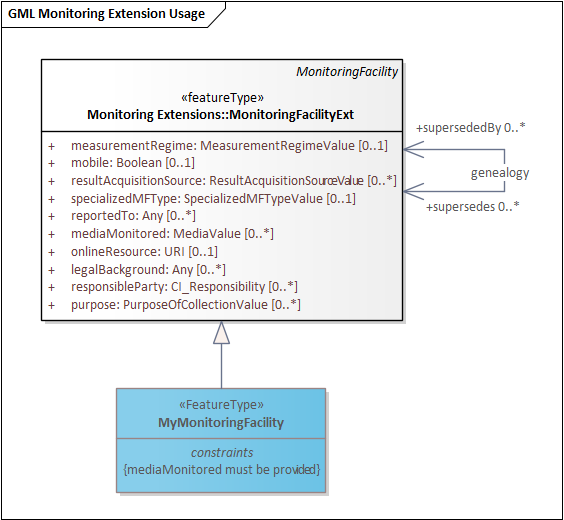 GML Monitoring Extension Usage
MonitoringFacility
«featureType»
Monitoring Extensions::MonitoringFacilityExt
+ measurementRegime: MeasurementRegimeValue [0..1]
+ mobile: Boolean [0..1]
+ resultAcquisitionSource: ResultAcquisitionSourceValue [0..*]
+ specializedMFType: SpecializedMFTypeValue [0..1]
+ reportedTo: Any [0..*]
+ mediaMonitored: MediaValue [0..*]
+ onlineResource: URI [0..1]
+ legalBackground: Any [0..*]
+ responsibleParty: CI_Responsibility [0..*]
+ purpose: PurposeOfCollectionValue [0..*]
+supersededBy 0..*
genealogy
+supersedes 0..*
«FeatureType»
MyMonitoringFacility
constraints
{mediaMonitored must be provided}